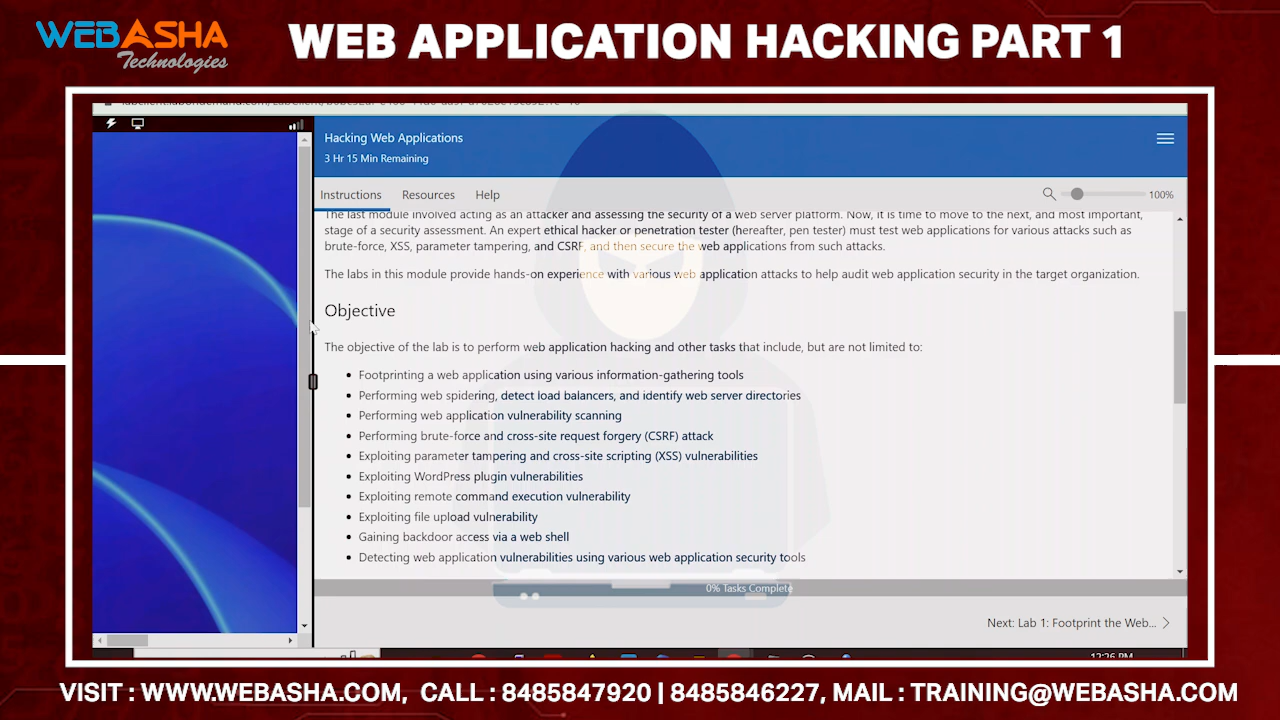 WEBASHA
Technologies
WEB APPLICATION HACKING PART 1
Hacking Web Applications
3 Hr 15 Min Remaining
Instructions Resources Help
100%
The last module involved acting as an attacker and assessing the security of a web server platform. Now, it is time to move to the next, and most important,
stage of a security assessment. An expert ethical hacker or penetration tester (hereafter, pen tester) must test web applications for various attacks such as
brute-force, XSS, parameter tampering, and CSRF, and then secure the web applications from such attacks.
The labs in this module provide hands-on experience with various web application attacks to help audit web application security in the target organization.
Objective
The objective of the lab is to perform web application hacking and other tasks that include, but are not limited to:
• Footprinting a web application using various information-gathering tools
• Performing web spidering, detect load balancers, and identify web server directories
• Performing web application vulnerability scanning
• Performing brute-force and cross-site request forgery (CSRF) attack
• Exploiting parameter tampering and cross-site scripting (XSS) vulnerabilities
• Exploiting WordPress plugin vulnerabilities
• Exploiting remote command execution vulnerability
• Exploiting file upload vulnerability
• Gaining backdoor access via a web shell
• Detecting web application vulnerabilities using various web application security tools
0% Tasks Complete
Next: Lab 1: Footprint the Web...
12:26 PM
VISIT : WWW.WEBASHA.COM, CALL : 8485847920 | 8485846227, MAIL : TRAINING@WEBASHA.COM